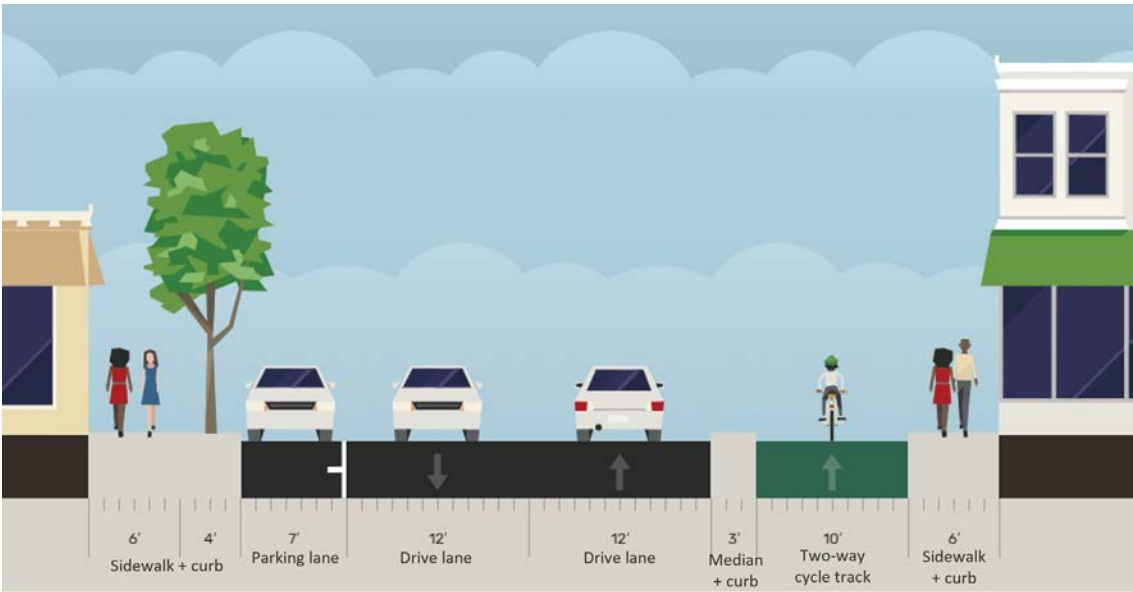 6’ 4’ 7’ 12’ 12’ 3’ 10’ 6’
Sidewalk + curb
Parking lane
Drive lane
Drive lane
Median
+ curb
Two-way
cycle track
Sidewalk
+ curb